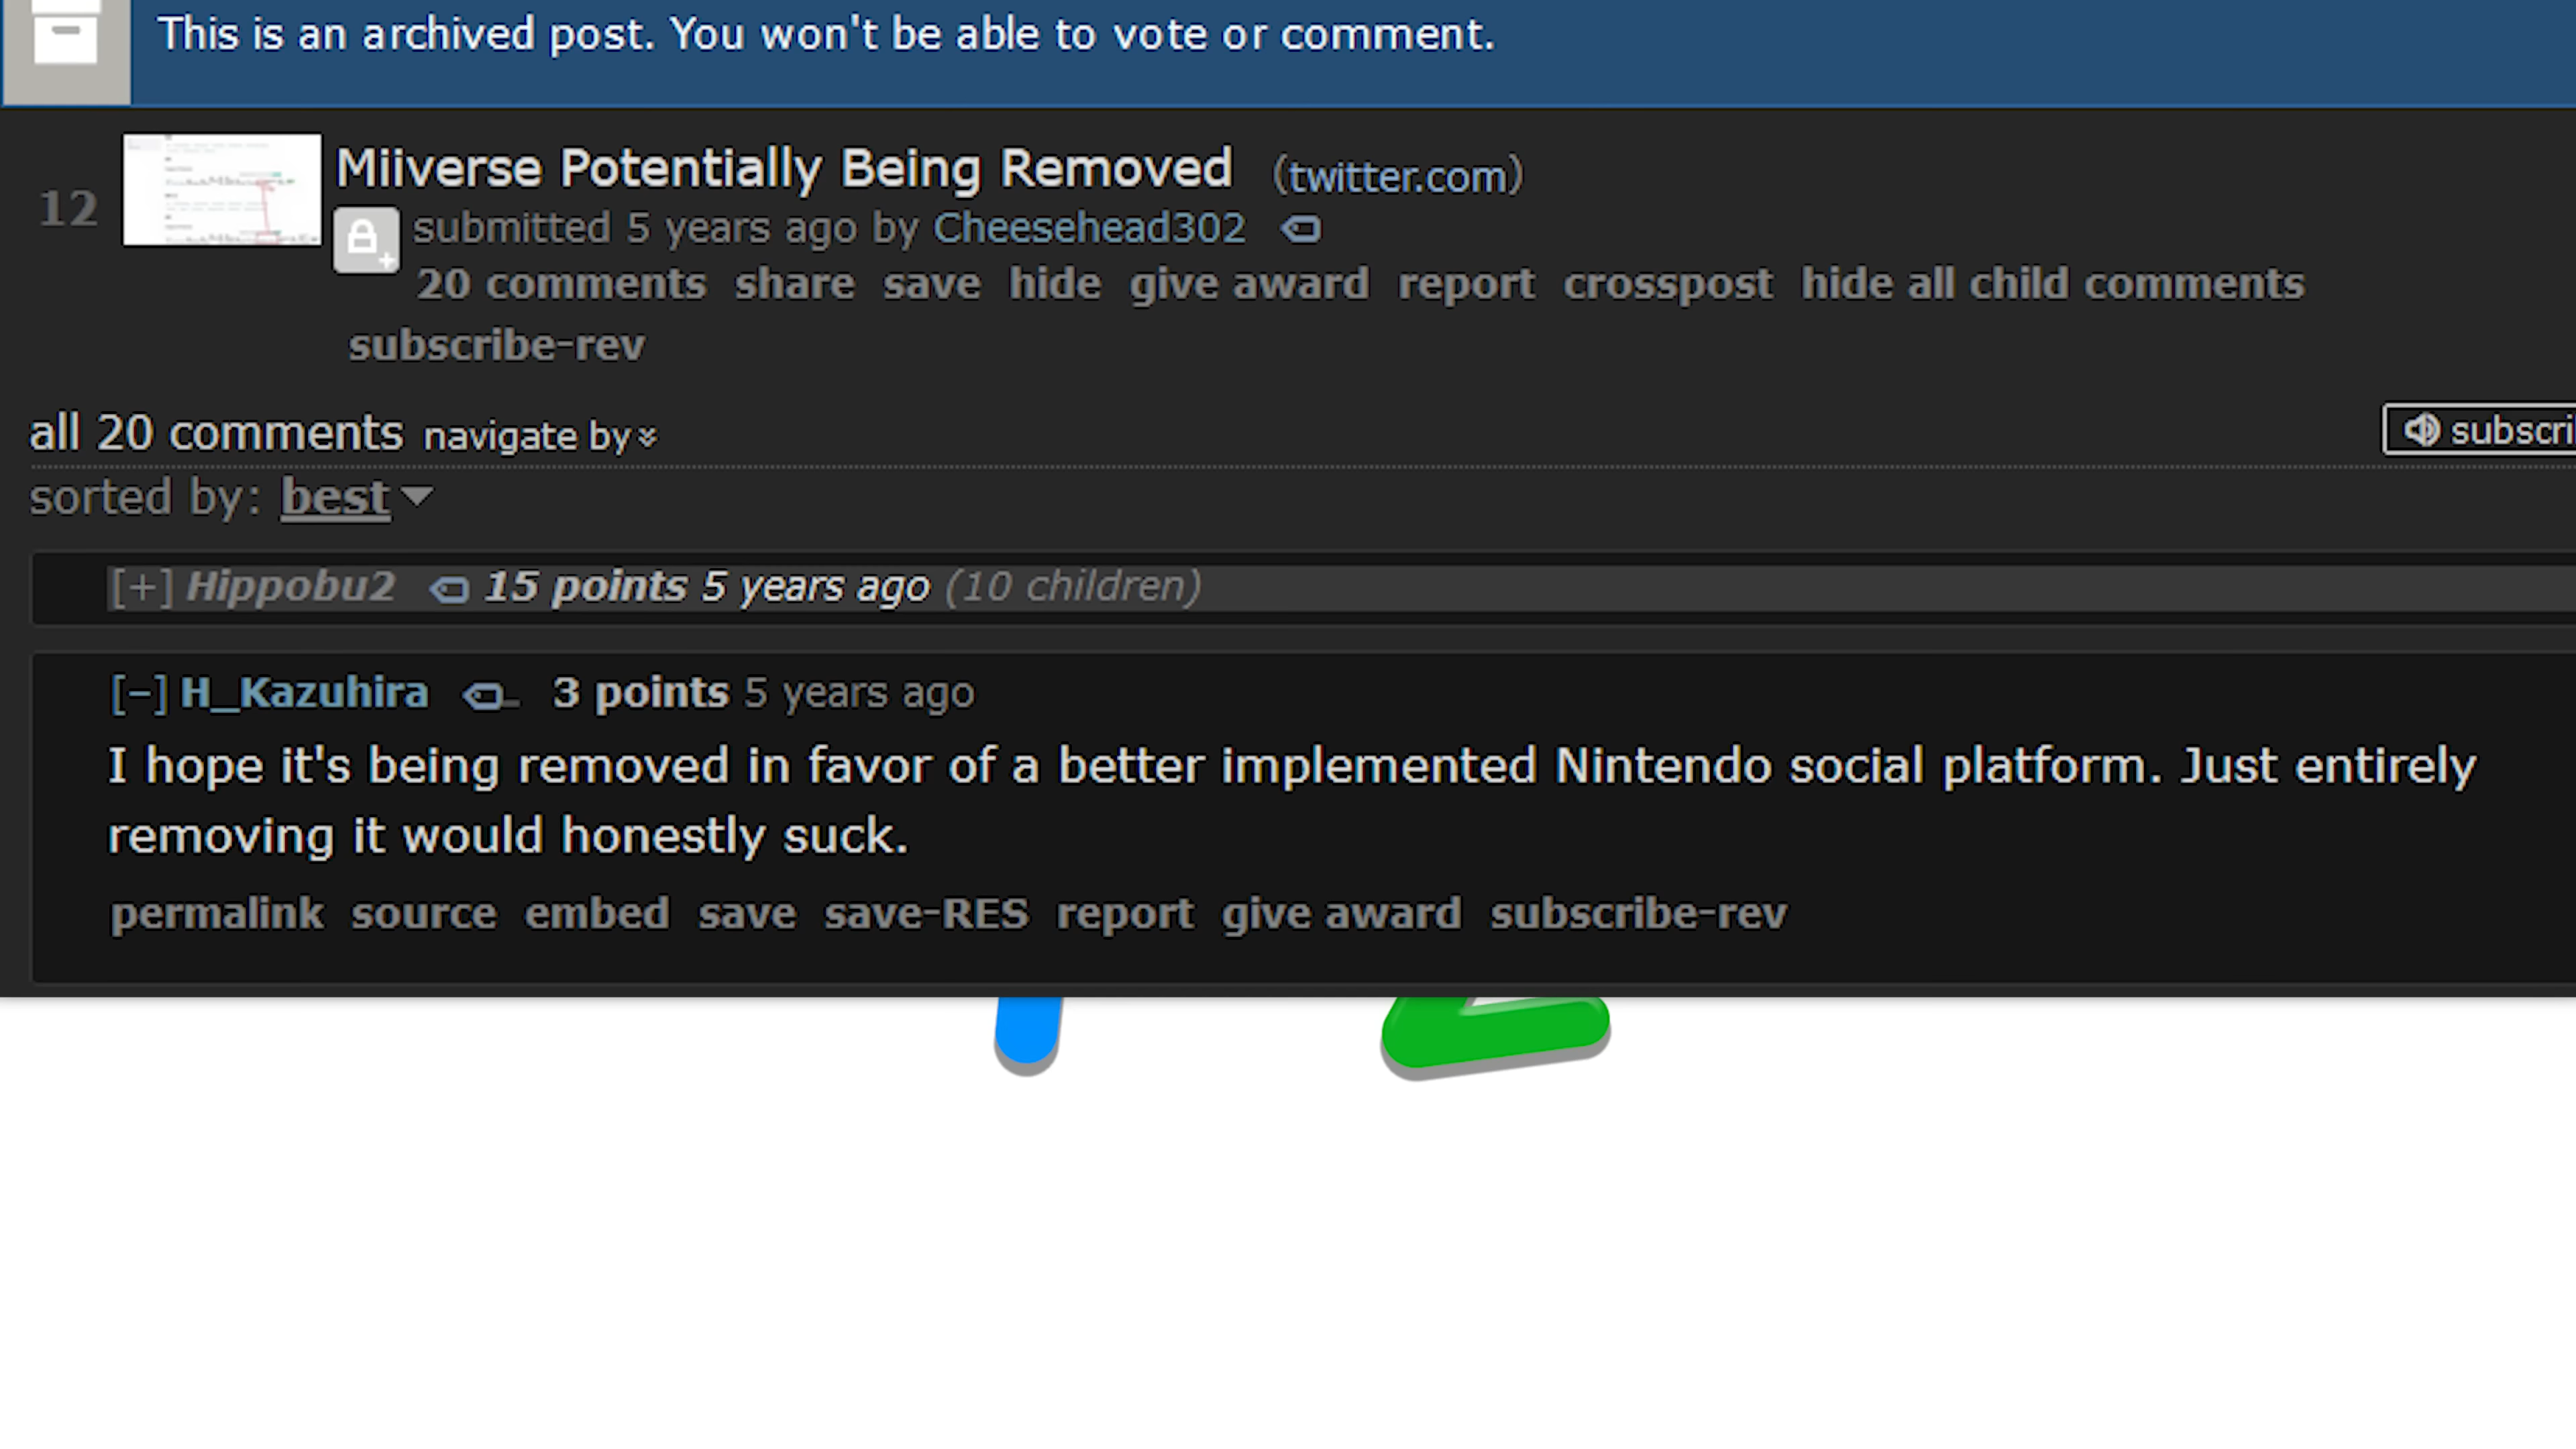 This is an archived post. You won't be able to vote or comment.
12
Miiverse Potentially Being Removed (twitter.com)
submitted 5 years ago by Cheesehead302
20 comments share save hide give award report crosspost hide all child comments
subscribe-rev
all 20 comments navigate by
subscri
sorted by: best
[+] Hippobu2 15 points 5 years ago (10 children)
[–] H_Kazuhira 3 points 5 years ago
I hope it's being removed in favor of a better implemented Nintendo social platform. Just entirely
removing it would honestly suck.
permalink source embed save save-RES report give award subscribe-rev